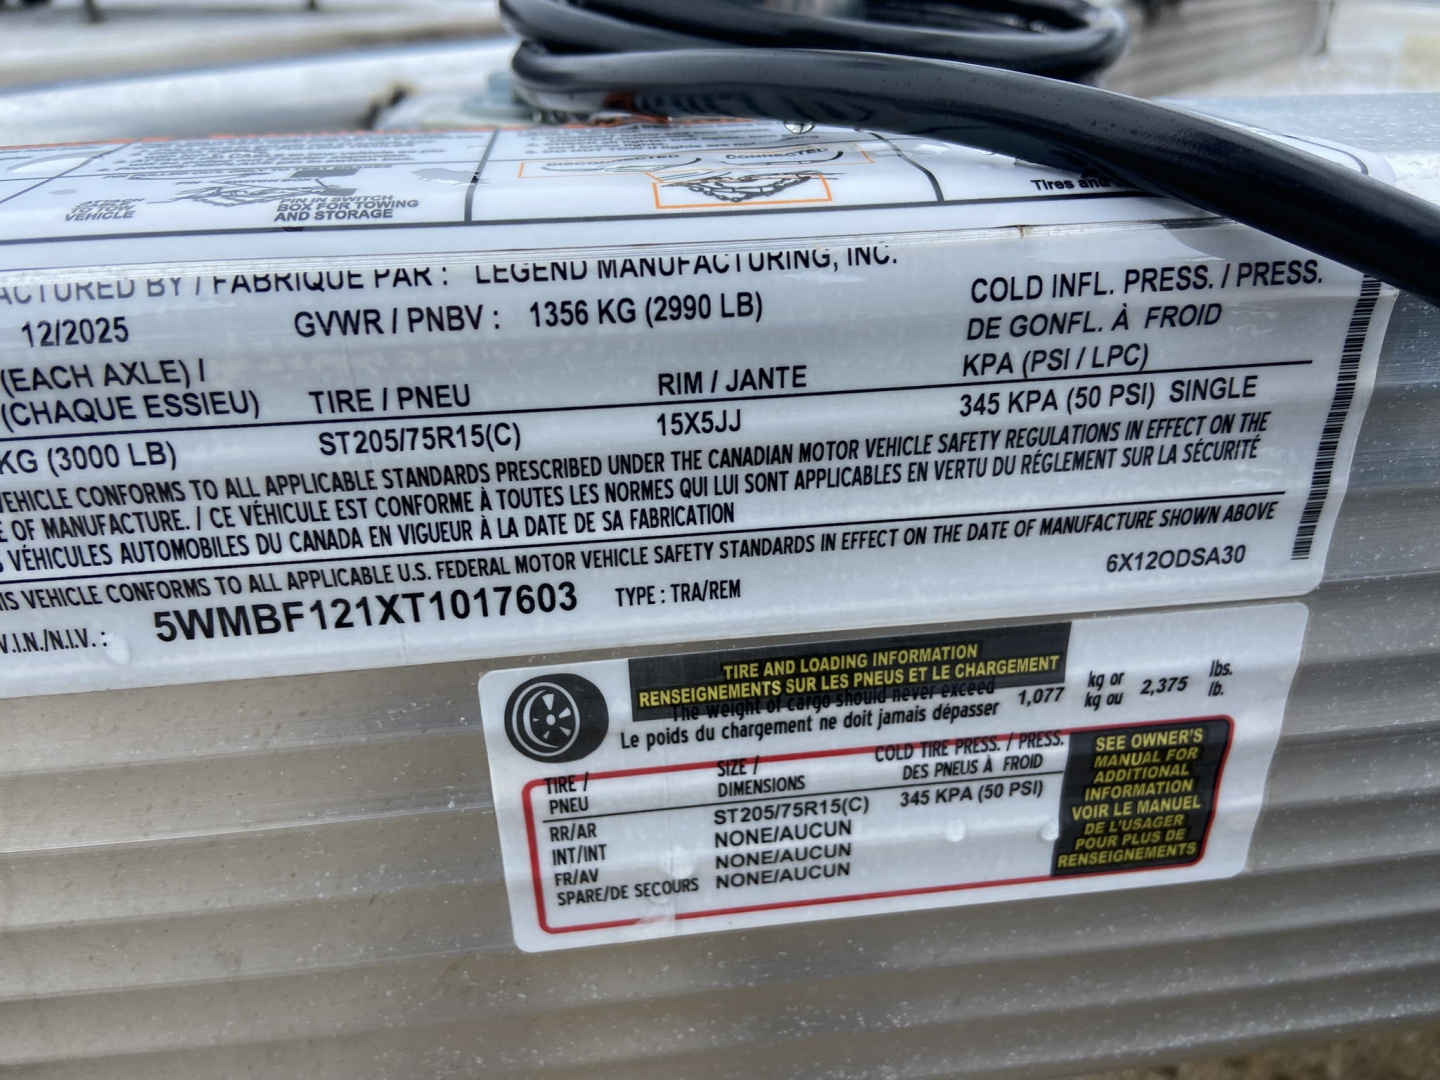 DISCONNECTED
CONNECTED
VEHICLE
PIN IN SWITCH
BOX FOR TOWING
AND STORAGE
Tires and
ACTURED BY / FABRIQUE PAR : LEGEND MANUFACTURING, INC.
12/2025 GVWR / PNBV : 1356 KG (2990 LB)
COLD INFL. PRESS. / PRESS.
DE GONFL. À FROID
KPA (PSI / LPC)
(EACH AXLE) /
(CHAQUE ESSIEU) TIRE / PNEU RIM / JANTE
KG (3000 LB) ST205/75R15(C) 15X5JJ 345 KPA (50 PSI) SINGLE
VEHICLE CONFORMS TO ALL APPLICABLE STANDARDS PRESCRIBED UNDER THE CANADIAN MOTOR VEHICLE SAFETY REGULATIONS IN EFFECT ON THE
E OF MANUFACTURE. / CE VÉHICULE EST CONFORME À TOUTES LES NORMES QUI LUI SONT APPLICABLES EN VERTU DU RÉGLEMENT SUR LA SÉCURITÉ
S VÉHICULES AUTOMOBILES DU CANADA EN VIGUEUR À LA DATE DE SA FABRICATION
IS VEHICLE CONFORMS TO ALL APPLICABLE U.S. FEDERAL MOTOR VEHICLE SAFETY STANDARDS IN EFFECT ON THE DATE OF MANUFACTURE SHOWN ABOVE
V.I.N./N.I.V.: 5WMBF121XT1017603 TYPE : TRA/REM 6X12ODSA30
TIRE AND LOADING INFORMATION
RENSEIGNEMENTS SUR LES PNEUS ET LE CHARGEMENT
The weight of cargo should never exceed
Le poids du chargement ne doit jamais dépasser
1,077 kg or
kg ou 2,375 lbs.
lb.
TIRE /
PNEU
SIZE /
DIMENSIONS
COLD TIRE PRESS. / PRESS.
DES PNEUS À FROID
RR/AR ST205/75R15(C) 345 KPA (50 PSI)
INT/INT NONE/AUCUN
FR/AV NONE/AUCUN
SPARE/DE SECOURS NONE/AUCUN
SEE OWNER'S
MANUAL FOR
ADDITIONAL
INFORMATION
VOIR LE MANUEL
DE L'USAGER
POUR PLUS DE
RENSEIGNEMENTS